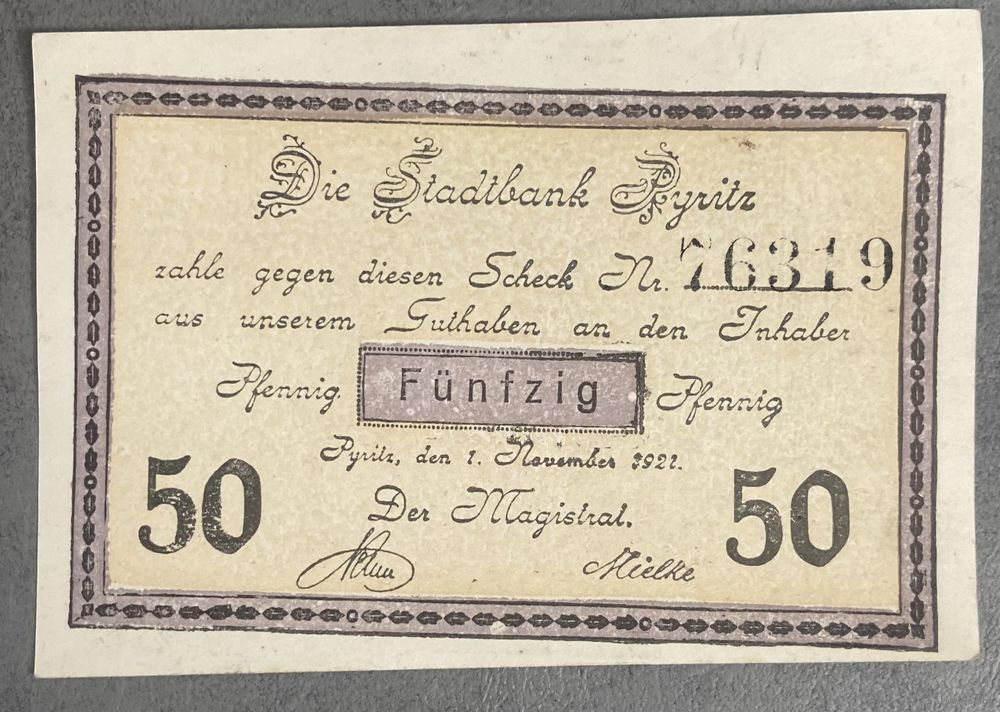 Die Stadtbank Pyritz
zahle gegen diesen Scheck Nr. 76319
aus unserem Guthaben an den Inhaber
Pfennig Fünfzig Pfennig
Pyritz, den 1. November 1921.
50 Der Magistrat. 50
Mielke